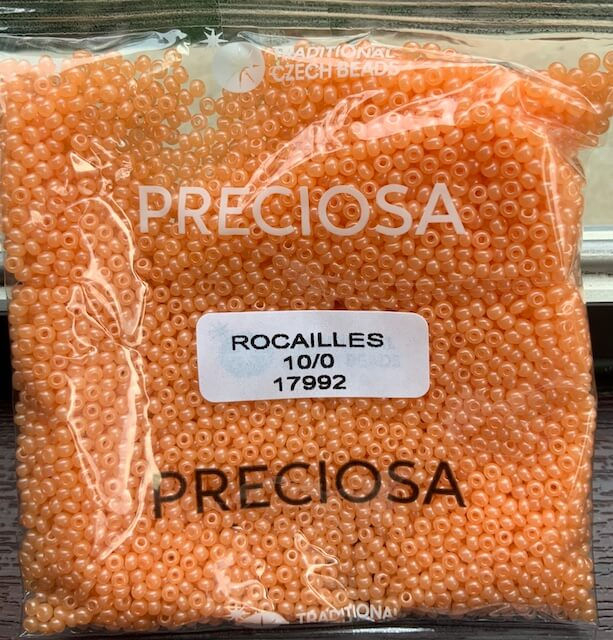 TRADITIONAL
CZECH BEADS
PRECIOSA
ROCAILLES
10/0
17992
PRECIOSA
TRADITIONAL